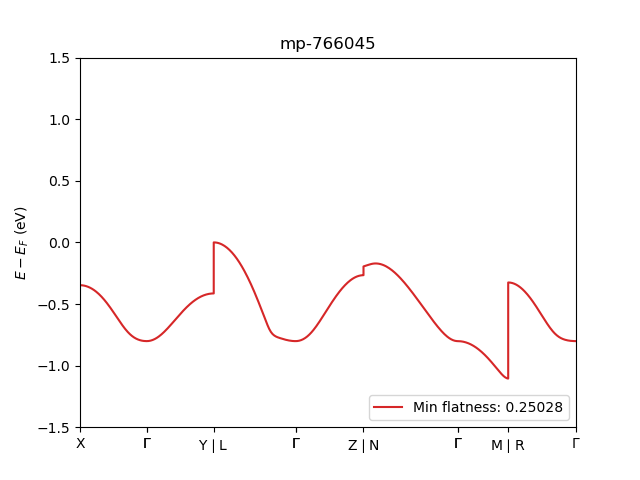 mp-766045
1.5
1.0
0.5
0.0
−0.5
−1.0
−1.5
E − E_F (eV)
Min flatness: 0.25028
X Γ Y | L Γ Z | N Γ M | R Γ